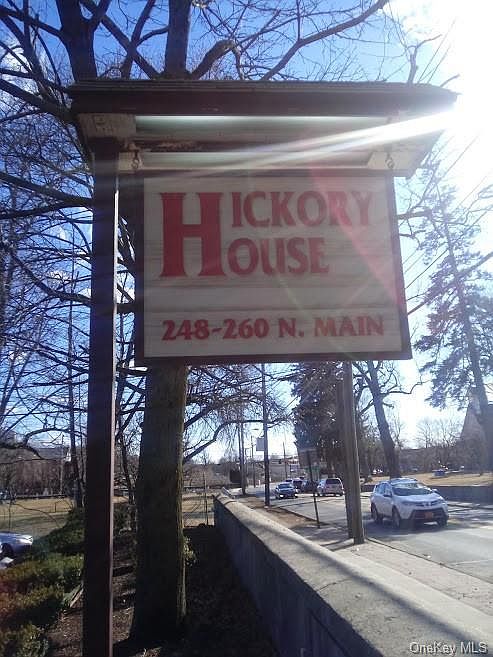 HICKORY
HOUSE
248-260 N. MAIN
OneKey MLS